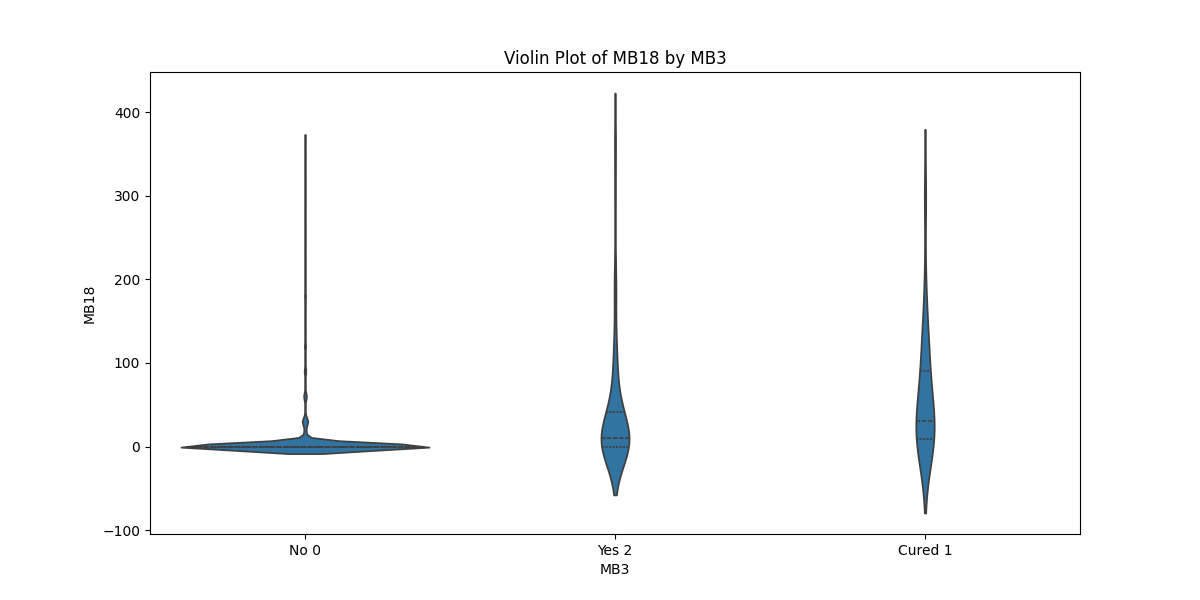 Violin Plot of MB18 by MB3
400
300
200
100
0
−100
MB18
No 0
Yes 2
Cured 1
MB3